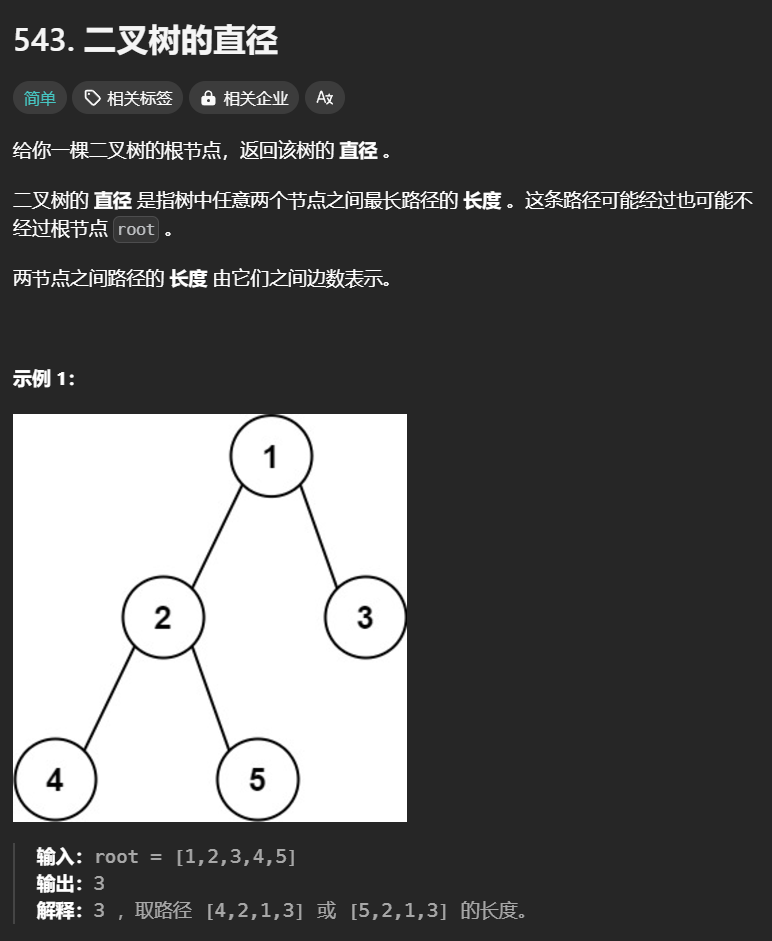 543. 二叉树的直径
简单 相关标签 相关企业 Aあ
给你一棵二叉树的根节点，返回该树的 直径 。
二叉树的 直径 是指树中任意两个节点之间最长路径的 长度 。这条路径可能经过也可能不
经过根节点 root 。
两节点之间路径的 长度 由它们之间边数表示。
示例 1：
1
2 3
4 5
输入：root = [1,2,3,4,5]
输出：3
解释：3 ，取路径 [4,2,1,3] 或 [5,2,1,3] 的长度。